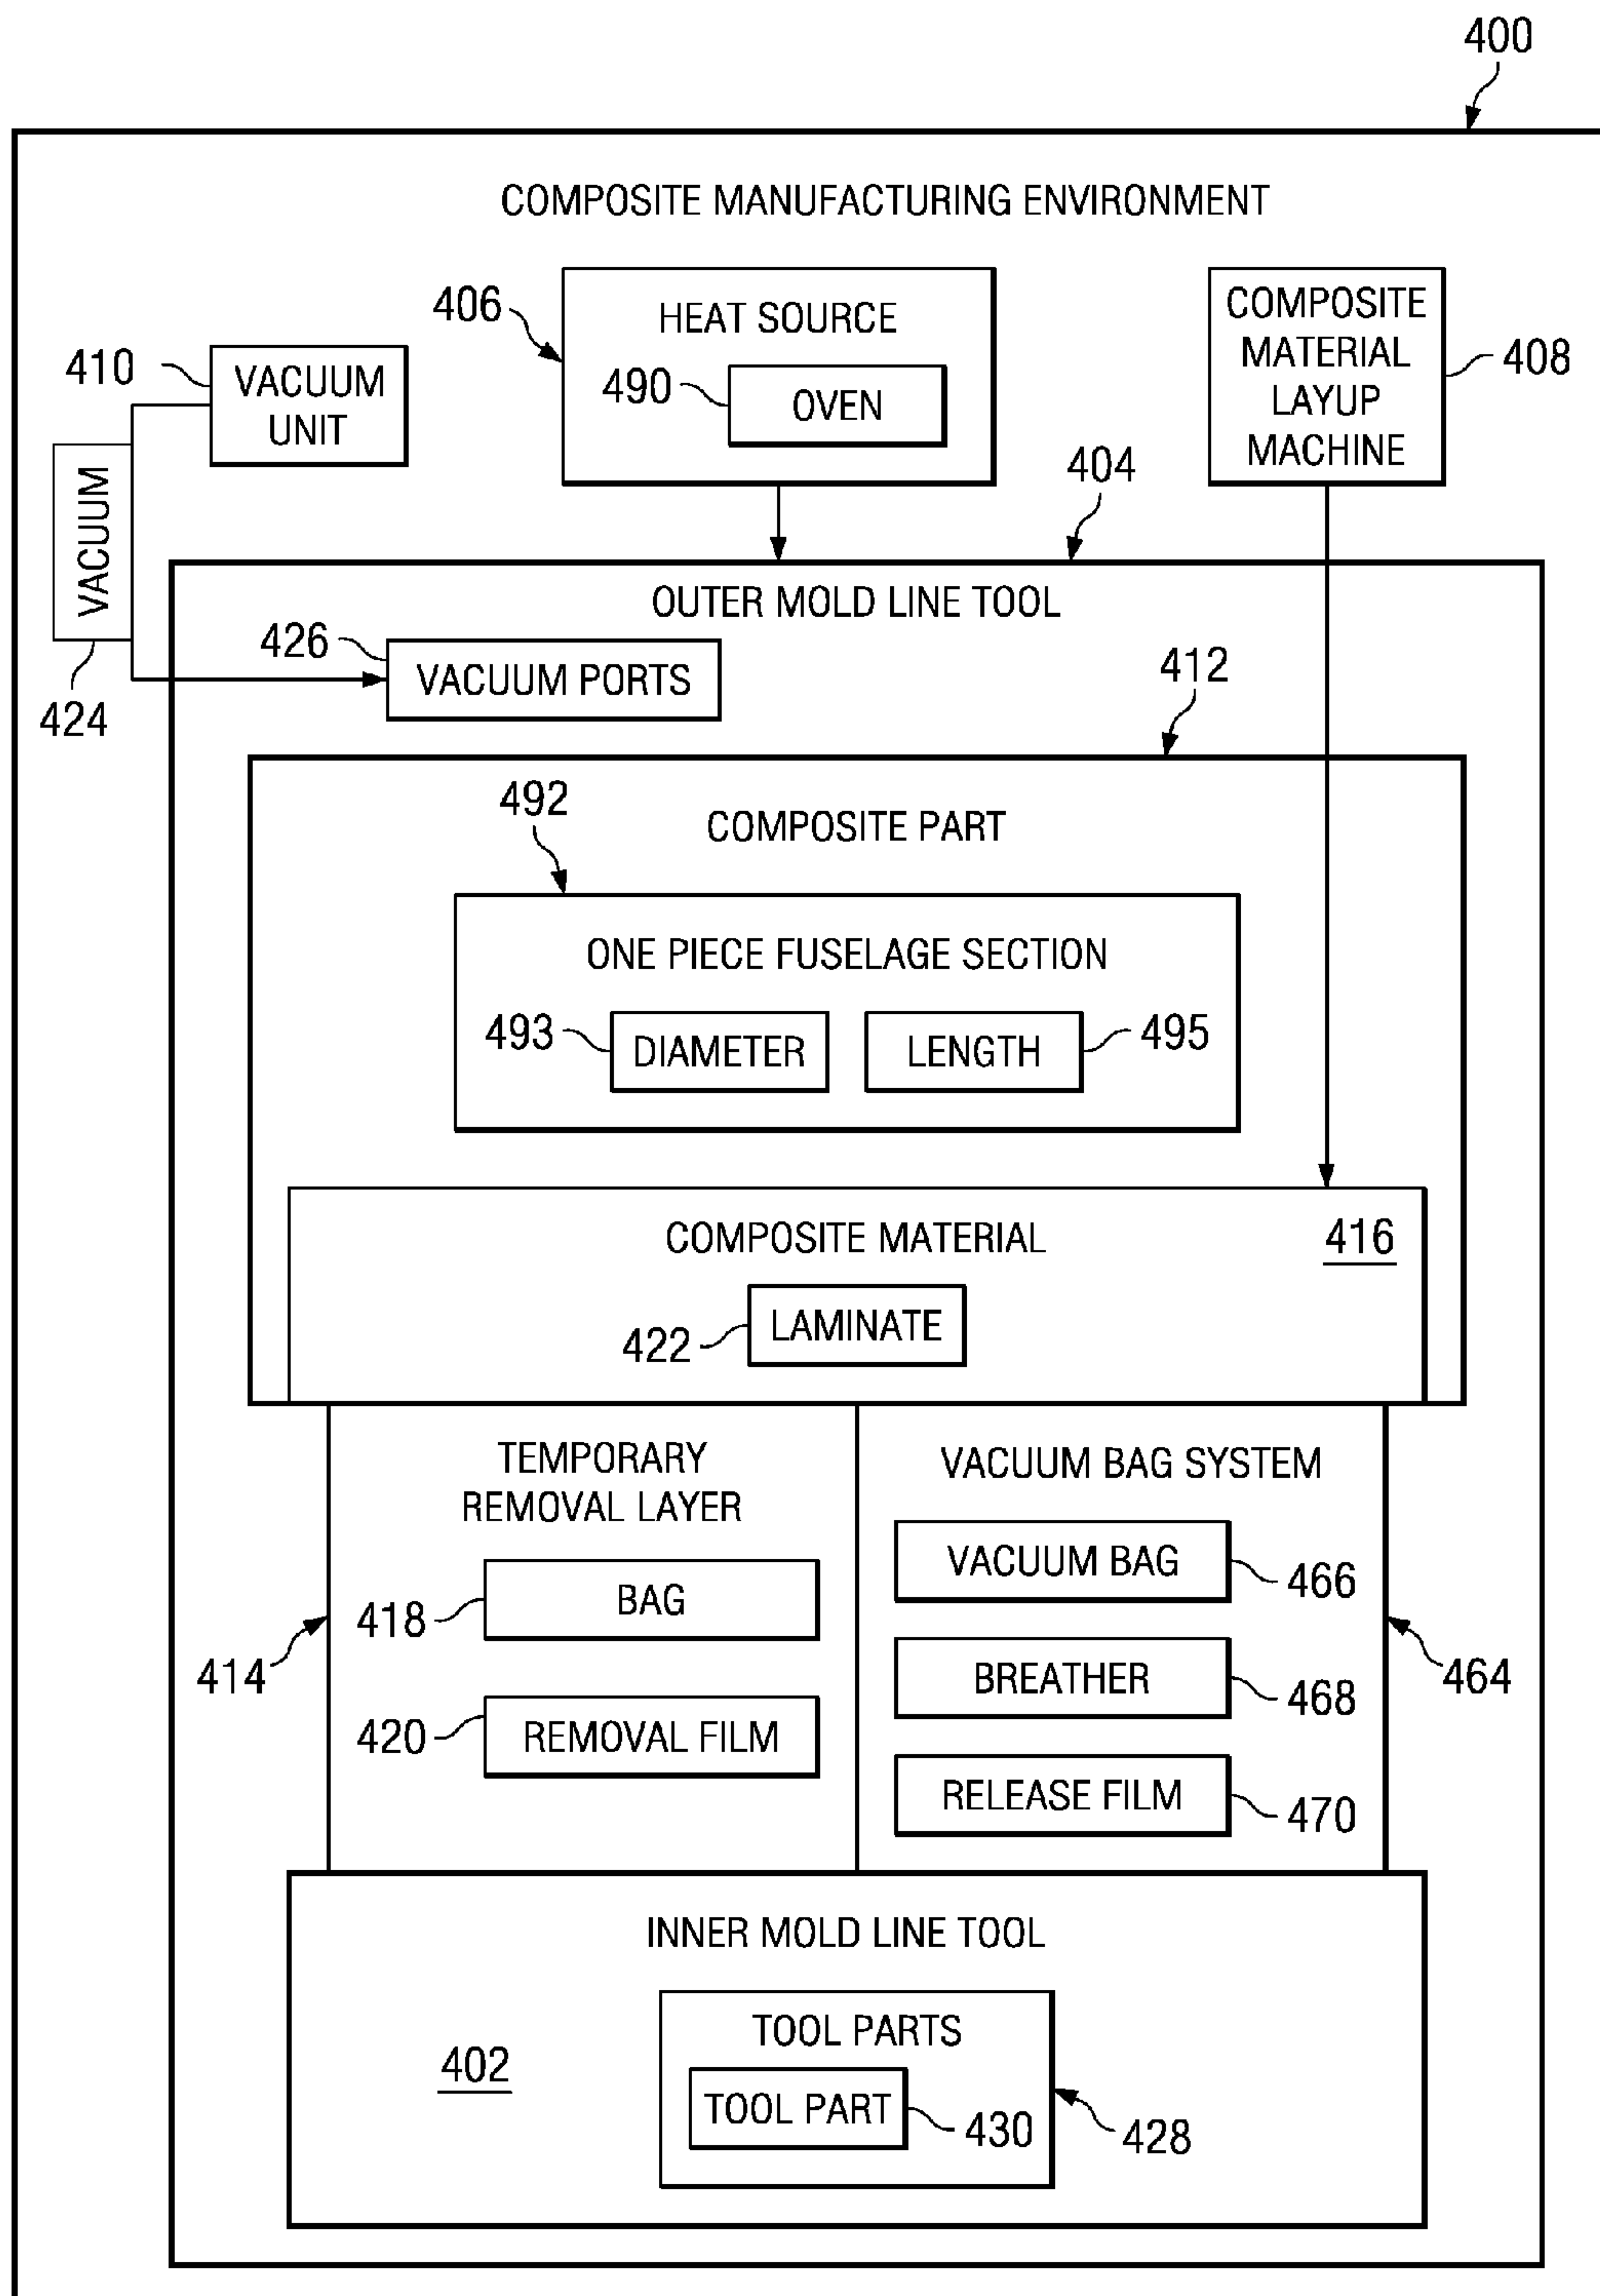 400
COMPOSITE MANUFACTURING ENVIRONMENT
406
HEAT SOURCE
490
OVEN
COMPOSITE
MATERIAL
LAYUP
MACHINE
408
410
VACUUM
UNIT
VACUUM
424
404
OUTER MOLD LINE TOOL
426
VACUUM PORTS
412
COMPOSITE PART
492
ONE PIECE FUSELAGE SECTION
493
DIAMETER
LENGTH
495
COMPOSITE MATERIAL
416
422
LAMINATE
TEMPORARY
REMOVAL LAYER
418
BAG
420
REMOVAL FILM
414
VACUUM BAG SYSTEM
VACUUM BAG
466
BREATHER
468
RELEASE FILM
470
464
INNER MOLD LINE TOOL
402
TOOL PARTS
TOOL PART
430
428